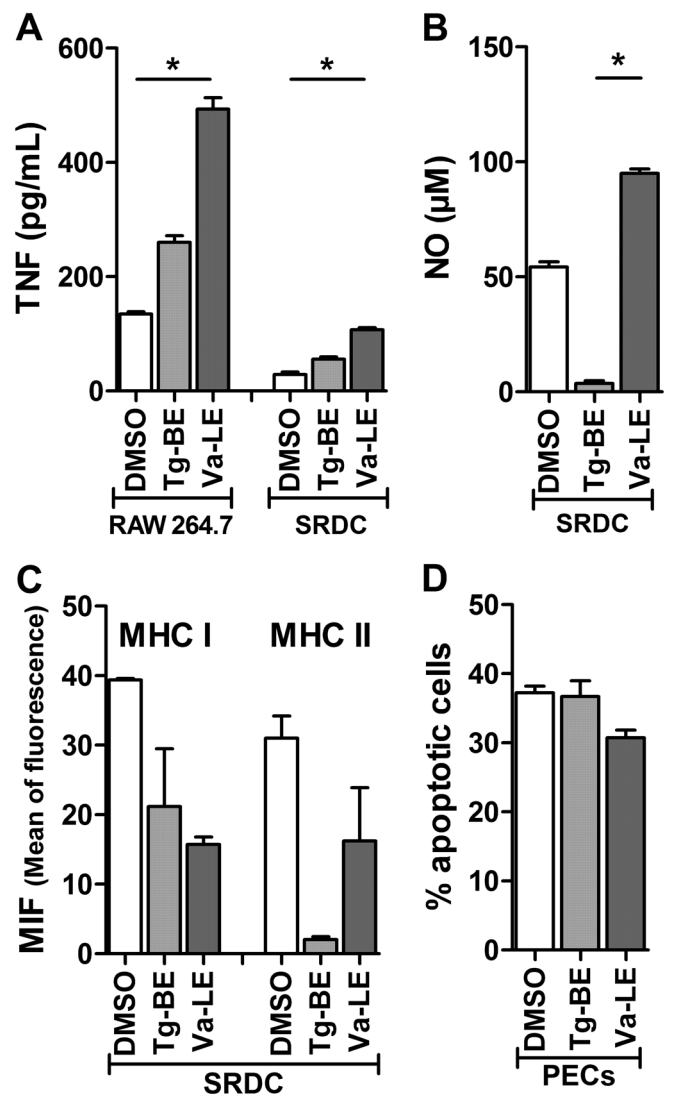 A
TNF (pg/mL)
600
400
200
0
*
*
DMSO
Tg-BE
Va-LE
DMSO
Tg-BE
Va-LE
RAW 264.7
SRDC
B
NO (µM)
150
100
50
0
*
DMSO
Tg-BE
Va-LE
SRDC
C
MIF (Mean of fluorescence)
50
40
30
20
10
0
MHC I
MHC II
DMSO
Tg-BE
Va-LE
DMSO
Tg-BE
Va-LE
SRDC
D
% apoptotic cells
50
40
30
20
10
0
DMSO
Tg-BE
Va-LE
PECs